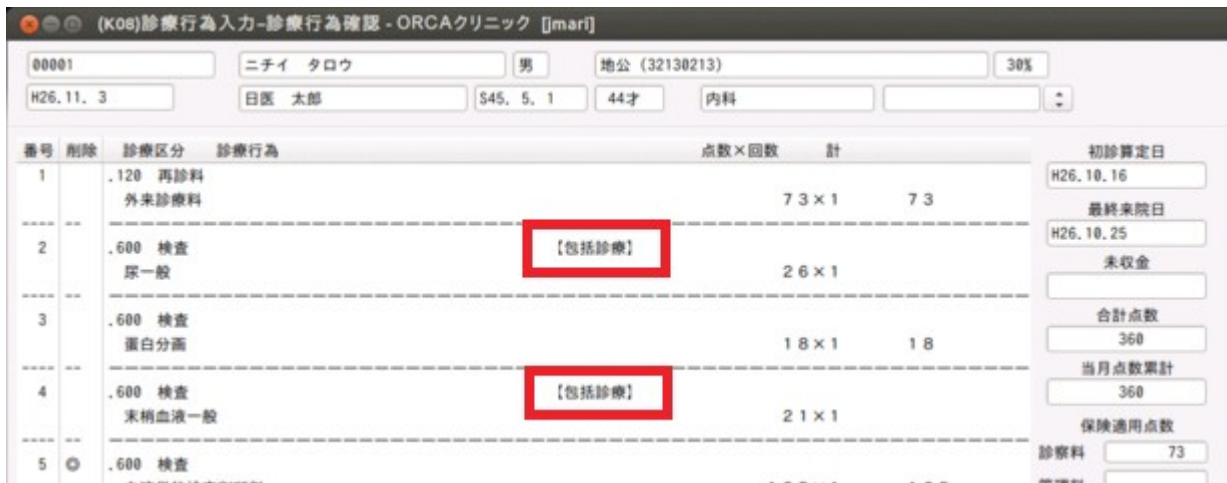 (K08)診療行為入力-診療行為確認 - ORCAクリニック [jmari]
00001 ニチイ タロウ 男 地公 (32130213) 30%
H26.11. 3 日医 太郎 S45. 5. 1 44才 内科
番号 削除 診療区分 診療行為 点数×回数 計
1 .120 再診料
外来診療料 73×1 73
2 .600 検査 【包括診療】
尿一般 26×1
3 .600 検査
蛋白分画 18×1 18
4 .600 検査 【包括診療】
末梢血液一般 21×1
5 ◎ .600 検査
初診算定日
H26.10.16
最終来院日
H26.10.25
未収金
合計点数
360
当月点数累計
360
保険適用点数
診察料 73